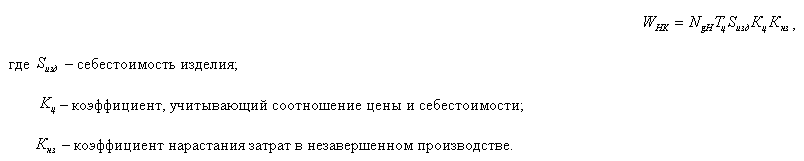 W_НК = N_gН T_ц S_изд K_ц K_нз ,
где S_изд – себестоимость изделия;
K_ц – коэффициент, учитывающий соотношение цены и себестоимости;
K_нз – коэффициент нарастания затрат в незавершенном производстве.